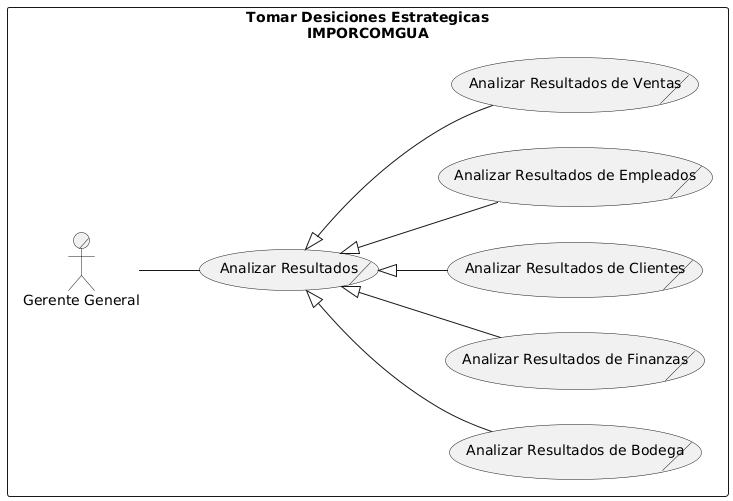 Tomar Desiciones Estrategicas
IMPORCOMGUA
Analizar Resultados de Ventas
Analizar Resultados de Empleados
Gerente General
Analizar Resultados
Analizar Resultados de Clientes
Analizar Resultados de Finanzas
Analizar Resultados de Bodega